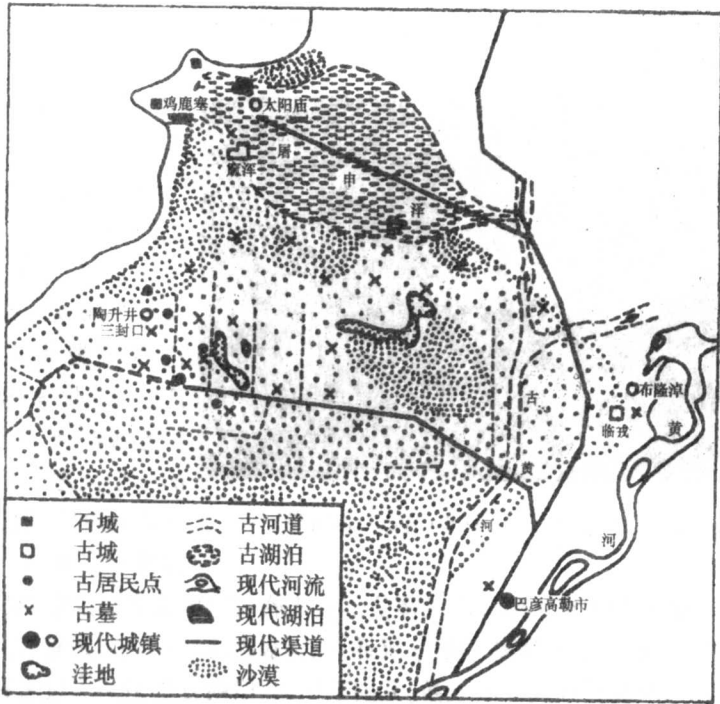 鸡鹿塞
太阳庙
窳浑
屠
申
泽
陶升井
三封口
布隆淖
临戎
古
黄
河
黄
河
巴彦高勒市
石城
古城
古居民点
古墓
现代城镇
洼地
古河道
古湖泊
现代河流
现代湖泊
现代渠道
沙漠